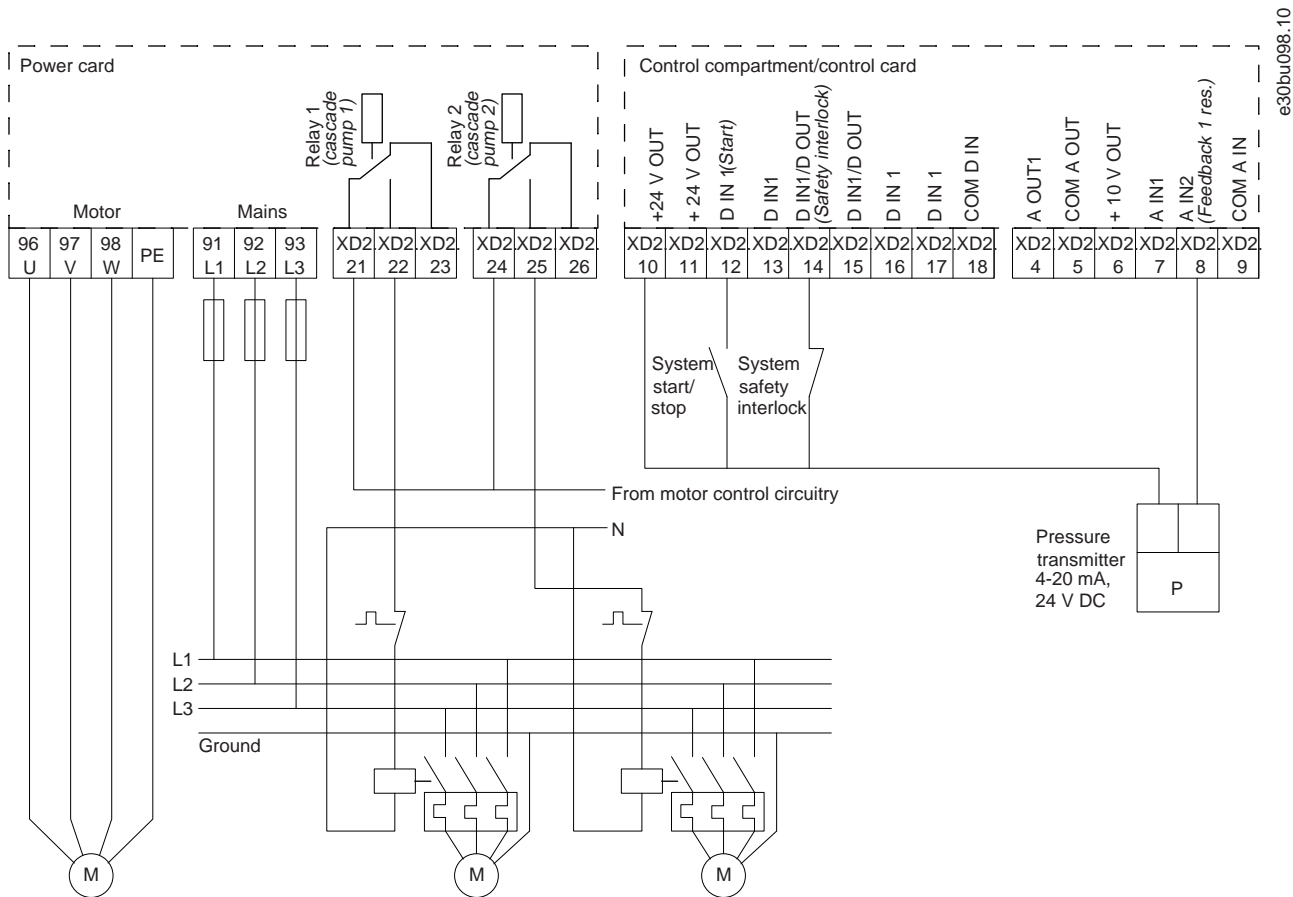 e30bu098.10
Power card
Relay 1
(cascade
pump 1)
Relay 2
(cascade
pump 2)
Motor
Mains
96
U
97
V
98
W
PE
91
L1
92
L2
93
L3
XD2.
21
XD2.
22
XD2.
23
XD2.
24
XD2.
25
XD2.
26
Control compartment/control card
+24 V OUT
+ 24 V OUT
D IN 1(Start)
D IN1
D IN1/D OUT
(Safety interlock)
D IN1/D OUT
D IN 1
D IN 1
COM D IN
A OUT1
COM A OUT
+ 10 V OUT
A IN1
A IN2
(Feedback 1 res.)
COM A IN
XD2.
10
XD2.
11
XD2.
12
XD2.
13
XD2.
14
XD2.
15
XD2.
16
XD2.
17
XD2.
18
XD2.
4
XD2.
5
XD2.
6
XD2.
7
XD2.
8
XD2.
9
System
start/
stop
System
safety
interlock
From motor control circuitry
N
Pressure
transmitter
4-20 mA,
24 V DC
P
L1
L2
L3
Ground
M
M
M